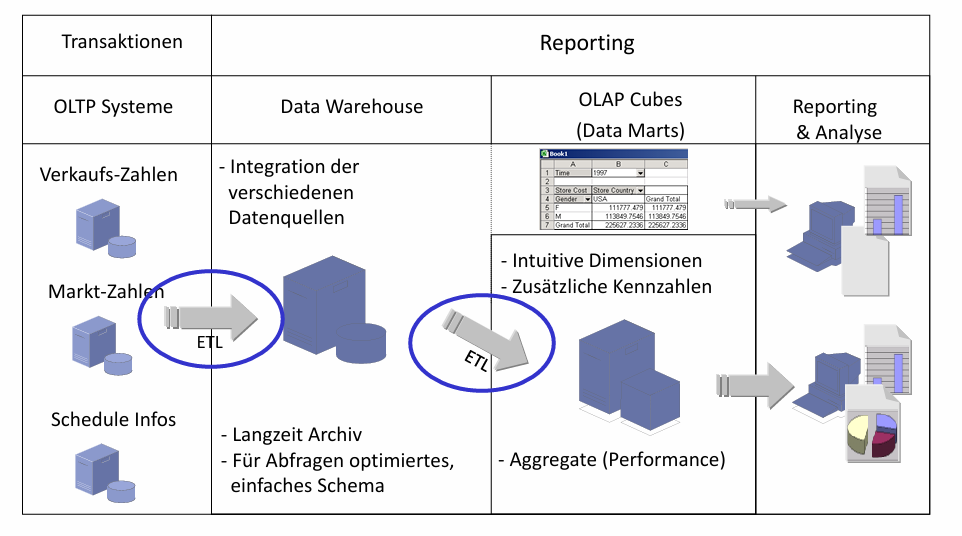 Transaktionen
Reporting
OLTP Systeme
Data Warehouse
OLAP Cubes
(Data Marts)
Reporting
& Analyse
Verkaufs-Zahlen
Markt-Zahlen
Schedule Infos
ETL
- Integration der
verschiedenen
Datenquellen
- Langzeit Archiv
- Für Abfragen optimiertes,
einfaches Schema
ETL
Book1
A B C
1 Time 1997
2
3 Store Cost Store Country
4 Gender USA Grand Total
5 F 111777.479 111777.479
6 M 113849.7546 113849.7546
7 Grand Total 225627.2336 225627.2336
- Intuitive Dimensionen
- Zusätzliche Kennzahlen
- Aggregate (Performance)